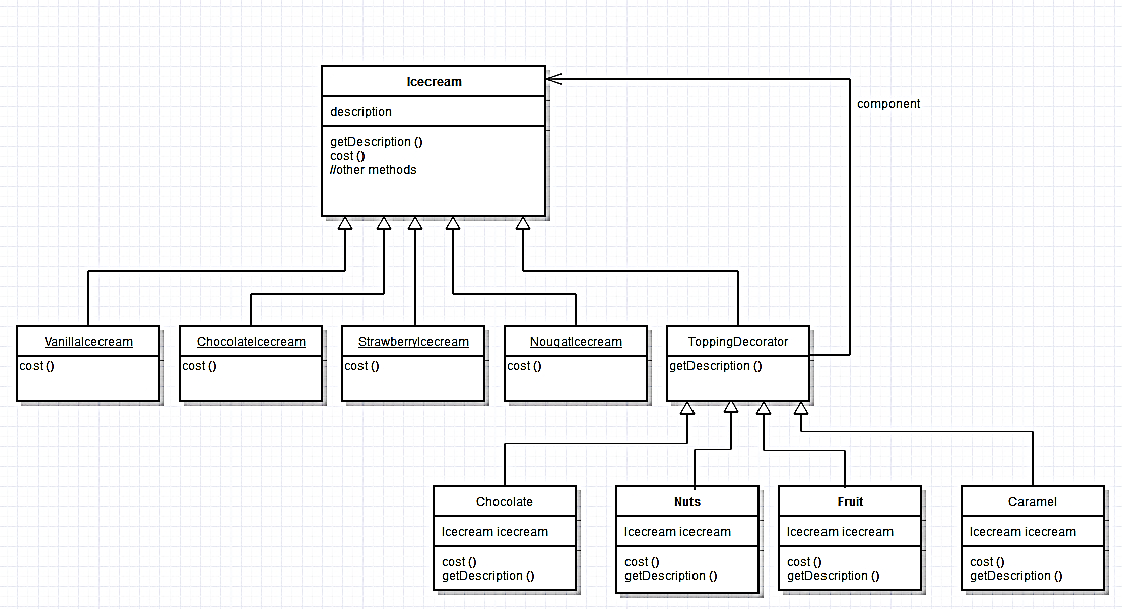 Icecream
component
description
getDescription ()
cost ()
//other methods
VanillaIcecream
cost ()
ChocolateIcecream
cost ()
StrawberryIcecream
cost ()
NougatIcecream
cost ()
ToppingDecorator
getDescription ()
Chocolate
Icecream icecream
cost ()
getDescription ()
Nuts
Icecream icecream
cost ()
getDescription ()
Fruit
Icecream icecream
cost ()
getDescription ()
Caramel
Icecream icecream
cost ()
getDescription ()